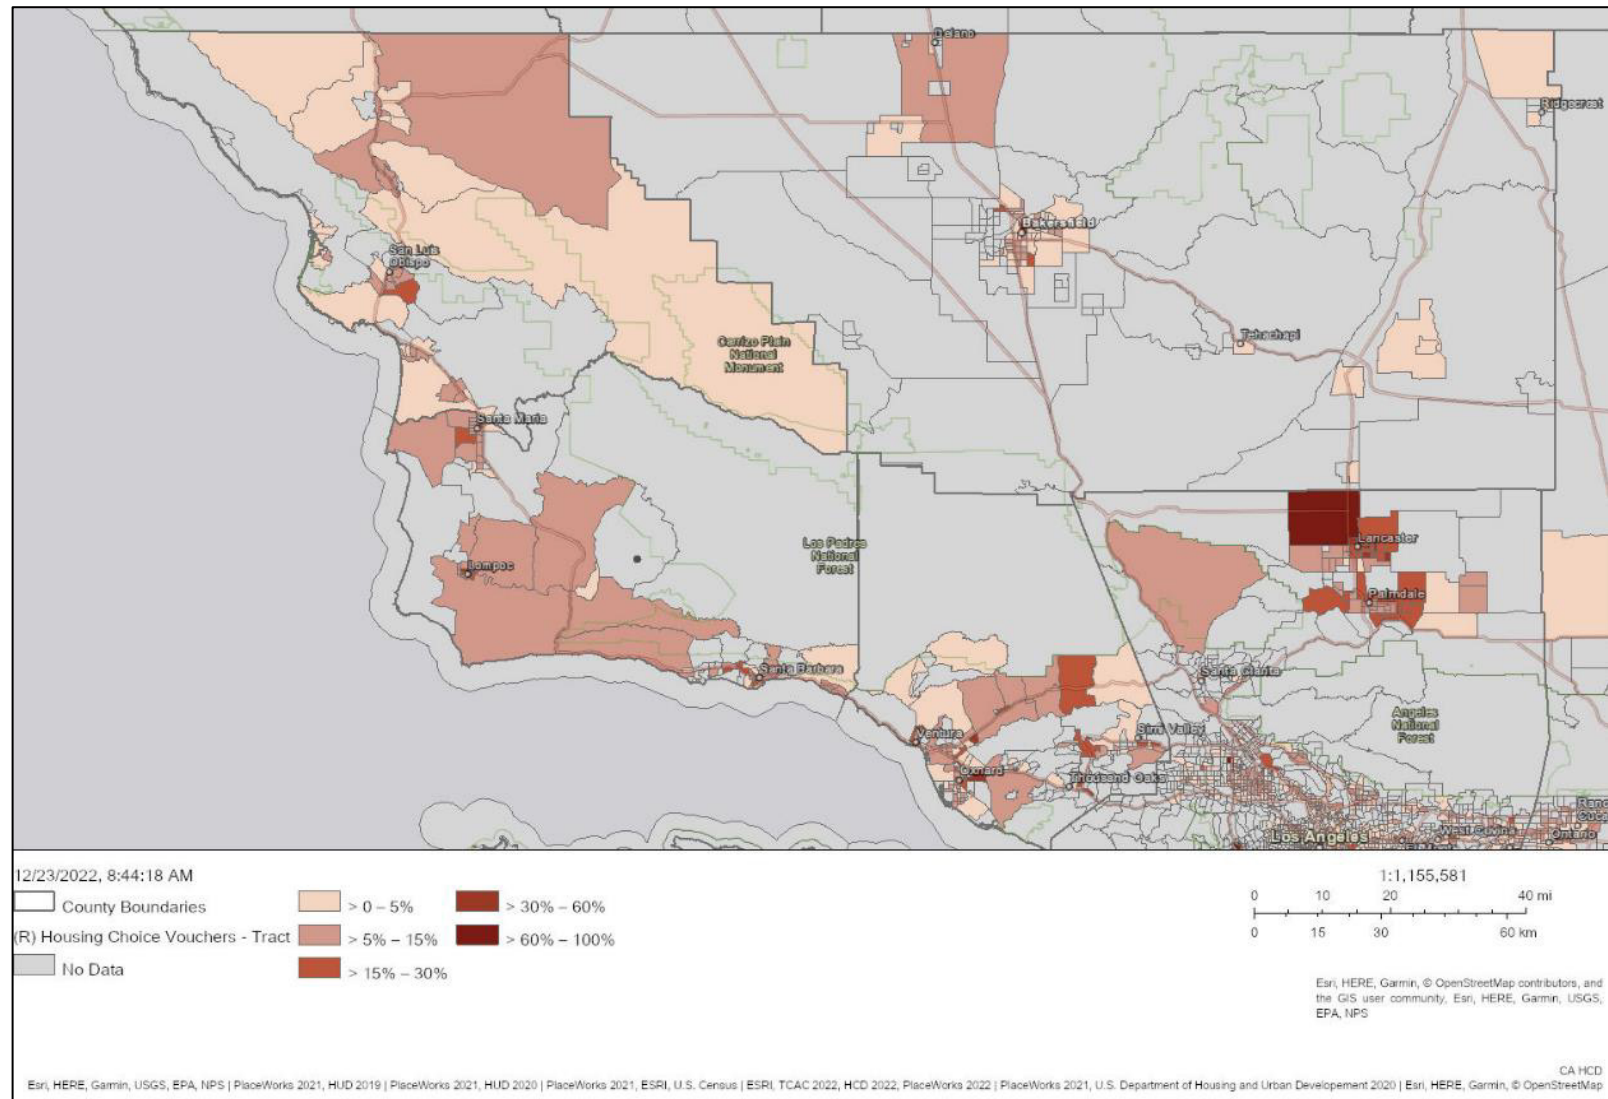 Delano
Ridgecrest
Bakersfield
San Luis
Obispo
Tehachapi
Carrizo Plain
National
Monument
Santa Maria
Lancaster
Los Padres
National
Forest
Lompoc
Palmdale
Santa Barbara
Santa Clarita
Angeles
National
Forest
Ventura
Simi Valley
Oxnard
Thousand Oaks
Los Angeles
West Covina
Ontario
12/23/2022, 8:44:18 AM
County Boundaries
(R) Housing Choice Vouchers - Tract
No Data
> 0 – 5%
> 5% – 15%
> 15% – 30%
> 30% – 60%
> 60% – 100%
1:1,155,581
0 10 20 40 mi
0 15 30 60 km
Esri, HERE, Garmin, © OpenStreetMap contributors, and
the GIS user community, Esri, HERE, Garmin, USGS,
EPA, NPS
CA HCD
Esri, HERE, Garmin, USGS, EPA, NPS | PlaceWorks 2021, HUD 2019 | PlaceWorks 2021, HUD 2020 | PlaceWorks 2021, ESRI, U.S. Census | ESRI, TCAC 2022, HCD 2022, PlaceWorks 2022 | PlaceWorks 2021, U.S. Department of Housing and Urban Developement 2020 | Esri, HERE, Garmin, © OpenStreetMap